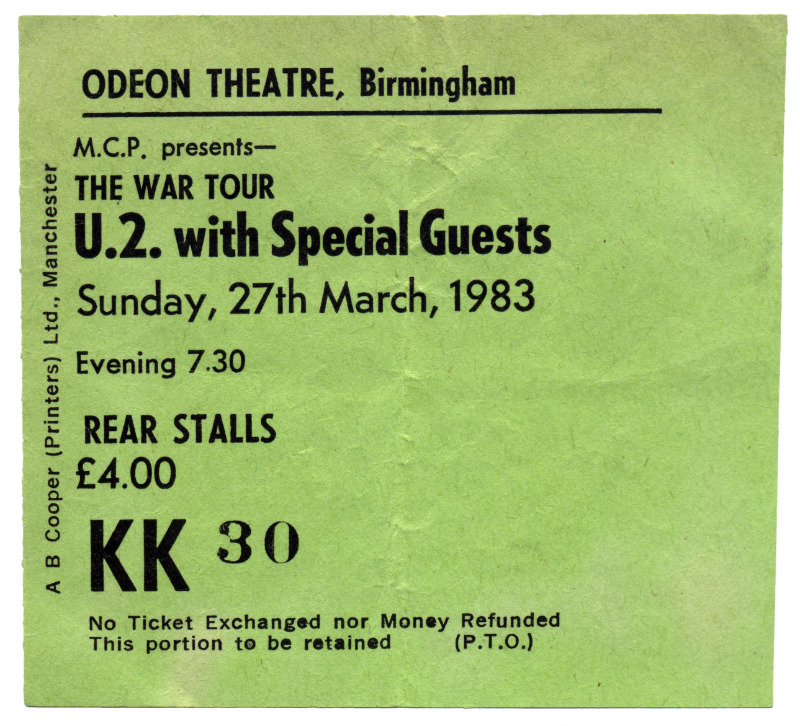 ODEON THEATRE, Birmingham
M.C.P. presents—
THE WAR TOUR
U.2. with Special Guests
Sunday, 27th March, 1983
Evening 7.30
REAR STALLS
£4.00
KK 30
No Ticket Exchanged nor Money Refunded
This portion to be retained (P.T.O.)
A B Cooper (Printers) Ltd., Manchester